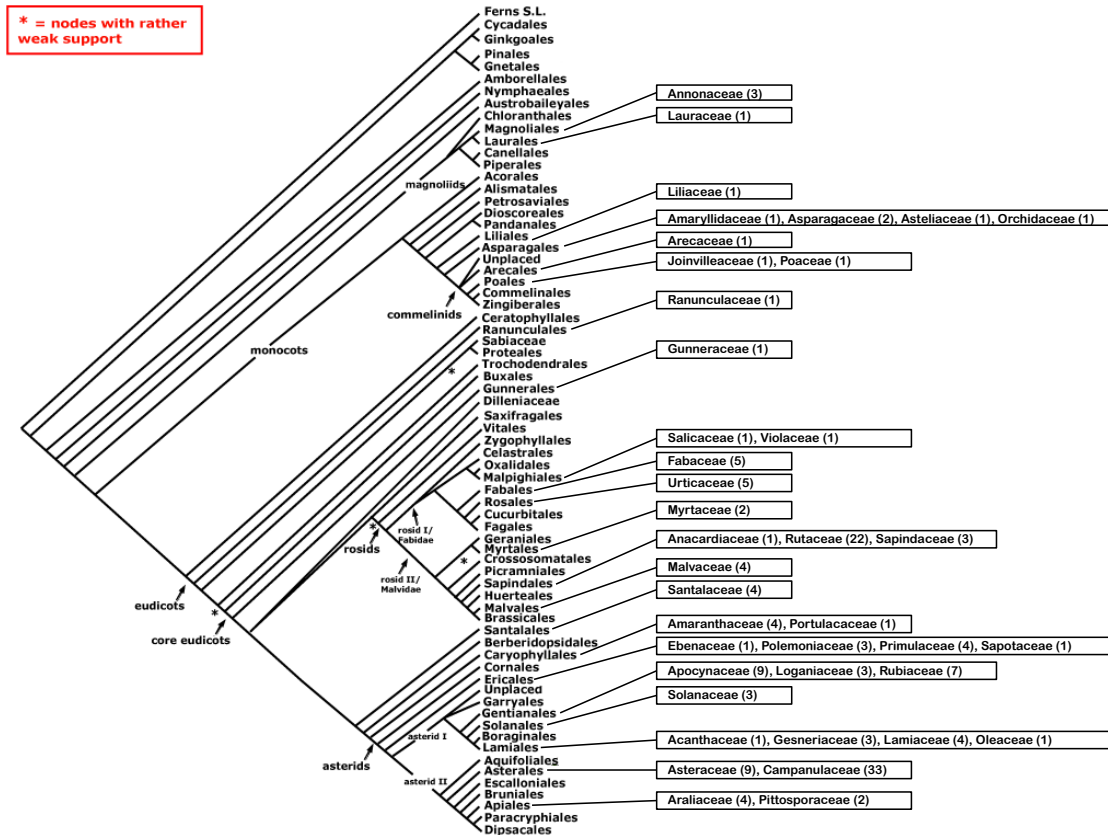 * = nodes with rather
weak support
Ferns S.L.
Cycadales
Ginkgoales
Pinales
Gnetales
Amborellales
Nymphaeales
Austrobaileyales
Chloranthales
Magnoliales
Laurales
Canellales
Piperales
Acorales
Alismatales
Petrosaviales
Dioscoreales
Pandanales
Liliales
Asparagales
Unplaced
Arecales
Poales
Commelinales
Zingiberales
Ceratophyllales
Ranunculales
Sabiaceae
Proteales
Trochodendrales
Buxales
Gunnerales
Dilleniaceae
Saxifragales
Vitales
Zygophyllales
Celastrales
Oxalidales
Malpighiales
Fabales
Rosales
Cucurbitales
Fagales
Geraniales
Myrtales
Crossosomatales
Picramniales
Sapindales
Huerteales
Malvales
Brassicales
Santalales
Berberidopsidales
Caryophyllales
Cornales
Ericales
Unplaced
Garryales
Gentianales
Solanales
Boraginales
Lamiales
Aquifoliales
Asterales
Escalloniales
Bruniales
Apiales
Paracryphiales
Dipsacales
magnoliids
commelinids
monocots
*
rosid I/
Fabidae
*
rosids
*
rosid II/
Malvidae
eudicots
*
core eudicots
asterid I
asterids
asterid II
Annonaceae (3)
Lauraceae (1)
Liliaceae (1)
Amaryllidaceae (1), Asparagaceae (2), Asteliaceae (1), Orchidaceae (1)
Arecaceae (1)
Joinvilleaceae (1), Poaceae (1)
Ranunculaceae (1)
Gunneraceae (1)
Salicaceae (1), Violaceae (1)
Fabaceae (5)
Urticaceae (5)
Myrtaceae (2)
Anacardiaceae (1), Rutaceae (22), Sapindaceae (3)
Malvaceae (4)
Santalaceae (4)
Amaranthaceae (4), Portulacaceae (1)
Ebenaceae (1), Polemoniaceae (3), Primulaceae (4), Sapotaceae (1)
Apocynaceae (9), Loganiaceae (3), Rubiaceae (7)
Solanaceae (3)
Acanthaceae (1), Gesneriaceae (3), Lamiaceae (4), Oleaceae (1)
Asteraceae (9), Campanulaceae (33)
Araliaceae (4), Pittosporaceae (2)